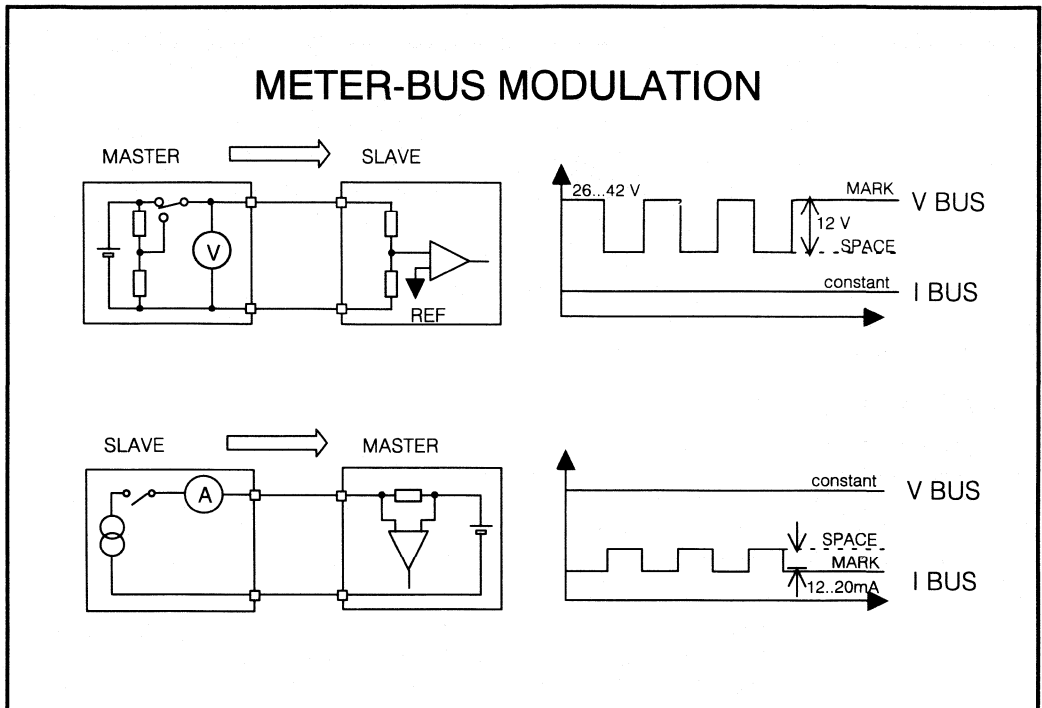 METER-BUS MODULATION
MASTER
SLAVE
V
REF
26...42 V
MARK
V BUS
12 V
SPACE
constant
I BUS
SLAVE
MASTER
A
constant
V BUS
SPACE
MARK
12..20mA
I BUS